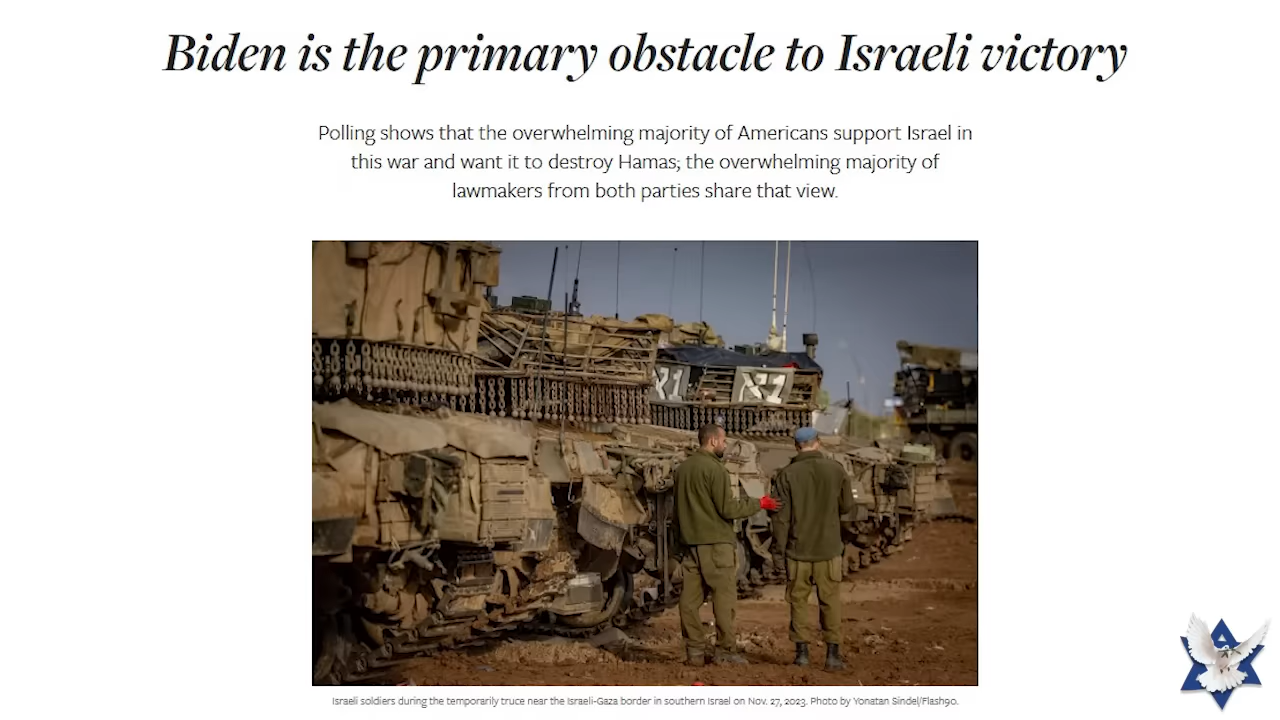 Biden is the primary obstacle to Israeli victory
Polling shows that the overwhelming majority of Americans support Israel in
this war and want it to destroy Hamas; the overwhelming majority of
lawmakers from both parties share that view.
Israeli soldiers during the temporarily truce near the Israeli-Gaza border in southern Israel on Nov. 27, 2023. Photo by Yonatan Sindel/Flash90.